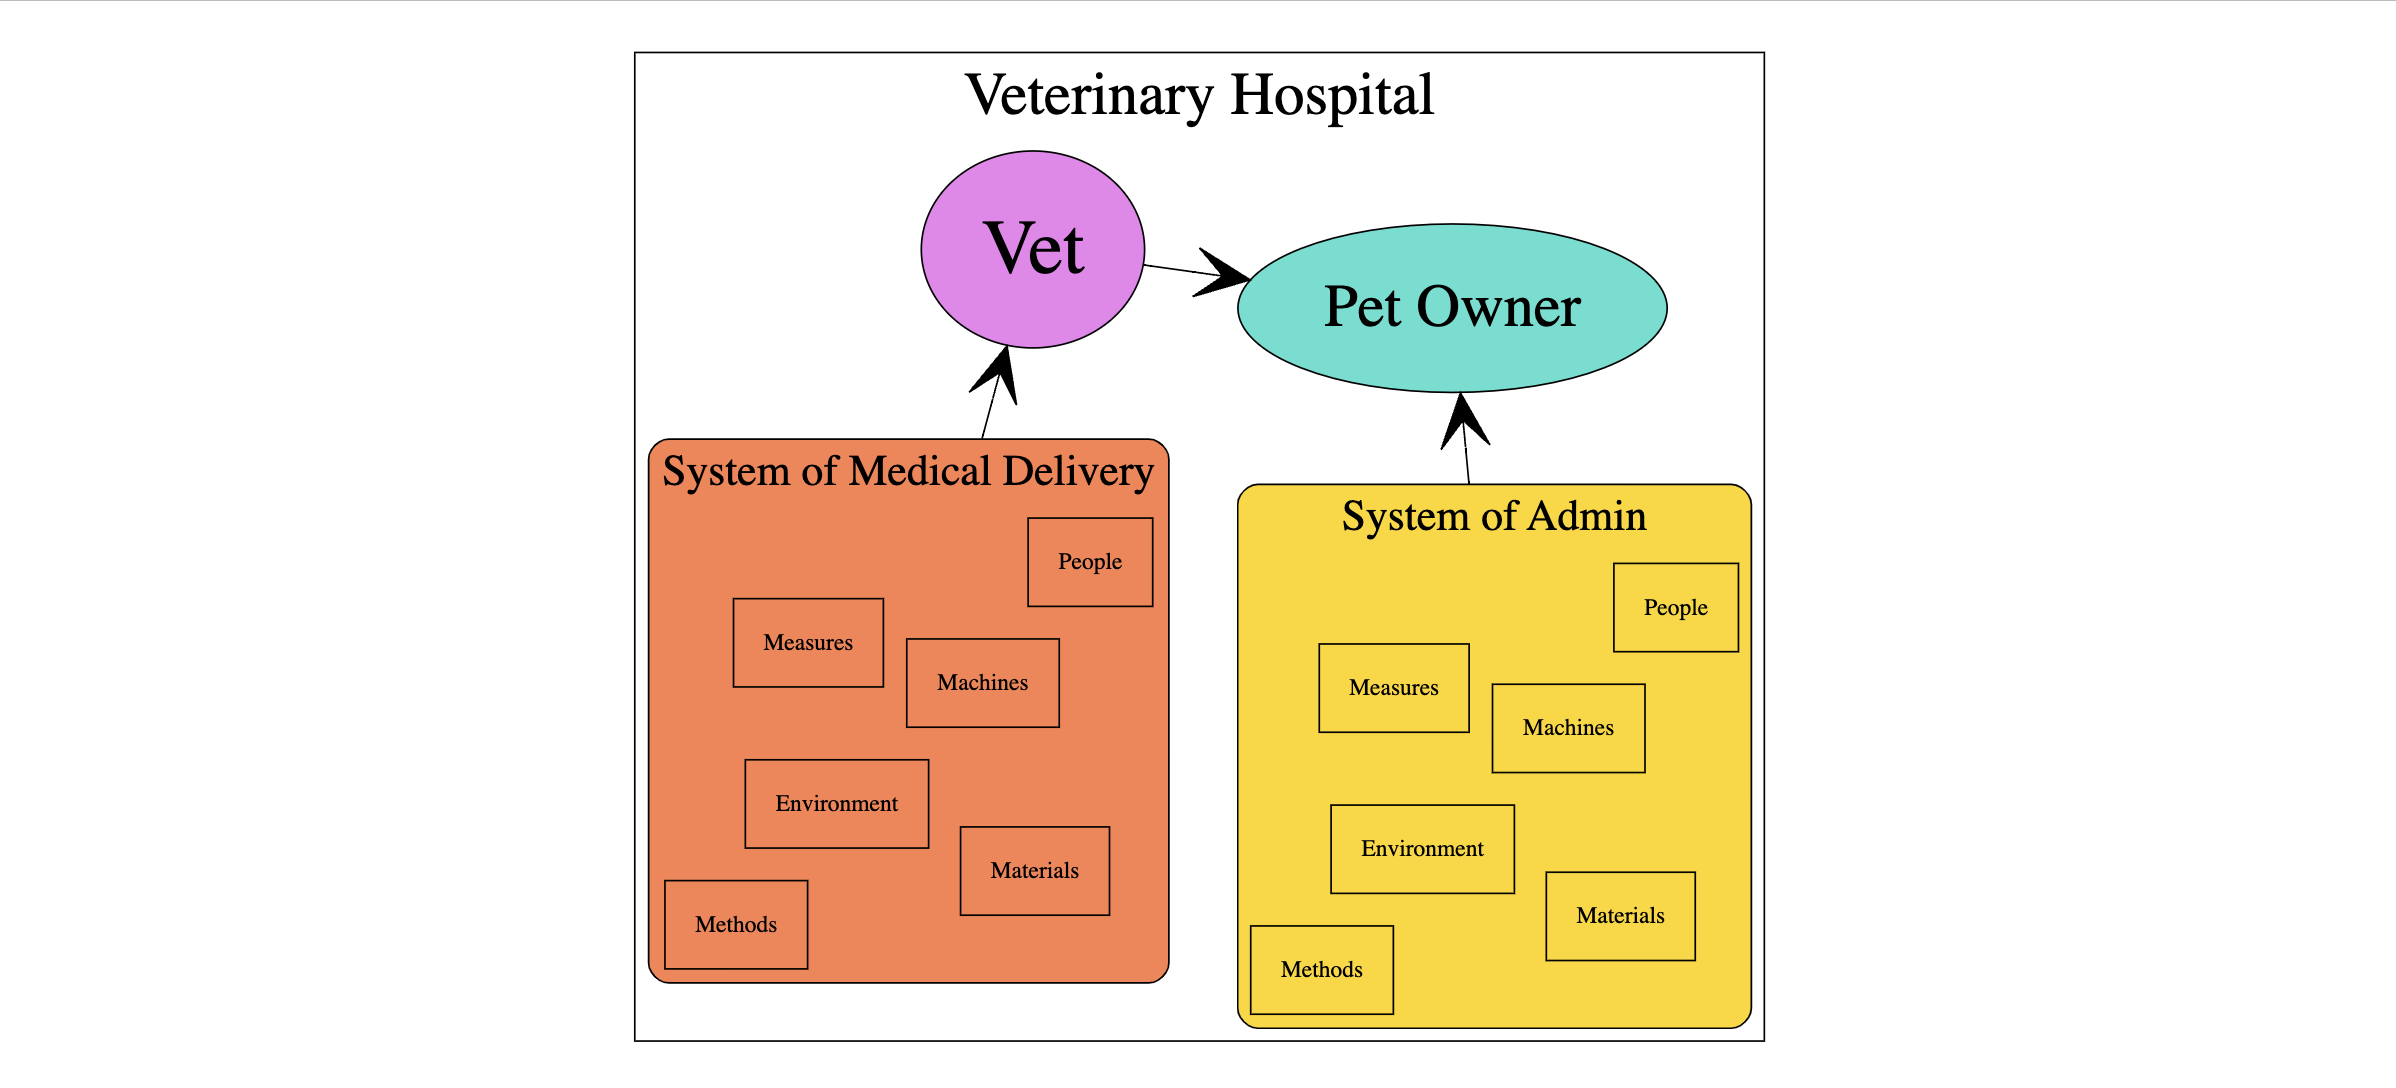 Veterinary Hospital
Vet
Pet Owner
System of Medical Delivery
People
Measures
Machines
Environment
Materials
Methods
System of Admin
People
Measures
Machines
Environment
Materials
Methods